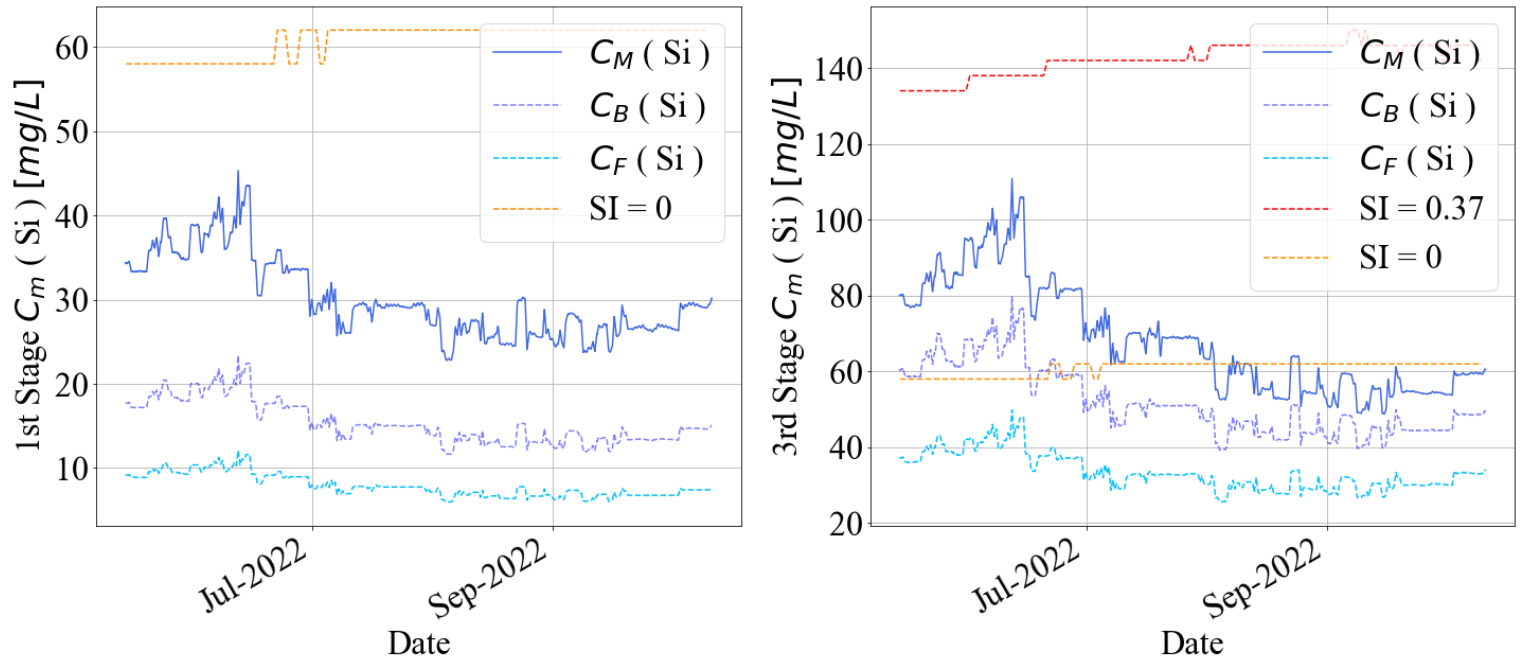 1st Stage C_m ( Si ) [mg/L]
60
50
40
30
20
10
C_M ( Si )
C_B ( Si )
C_F ( Si )
SI = 0
Jul-2022
Sep-2022
Date
3rd Stage C_m ( Si ) [mg/L]
140
120
100
80
60
40
20
C_M ( Si )
C_B ( Si )
C_F ( Si )
SI = 0.37
SI = 0
Jul-2022
Sep-2022
Date